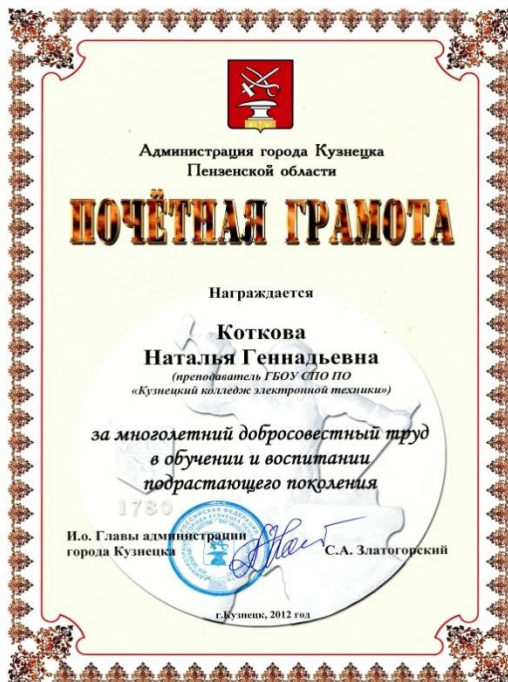 Администрация города Кузнецка
Пензенской области
ПОЧЁТНАЯ ГРАМОТА
Награждается
Коткова
Наталья Геннадьевна
(преподаватель ГБОУ СПО ПО
«Кузнецкий колледж электронной техники»)
за многолетний добросовестный труд
в обучении и воспитании
подрастающего поколения
1780
И.о. Главы администрации
города Кузнецка
С.А. Златогорский
г.Кузнецк, 2012 год